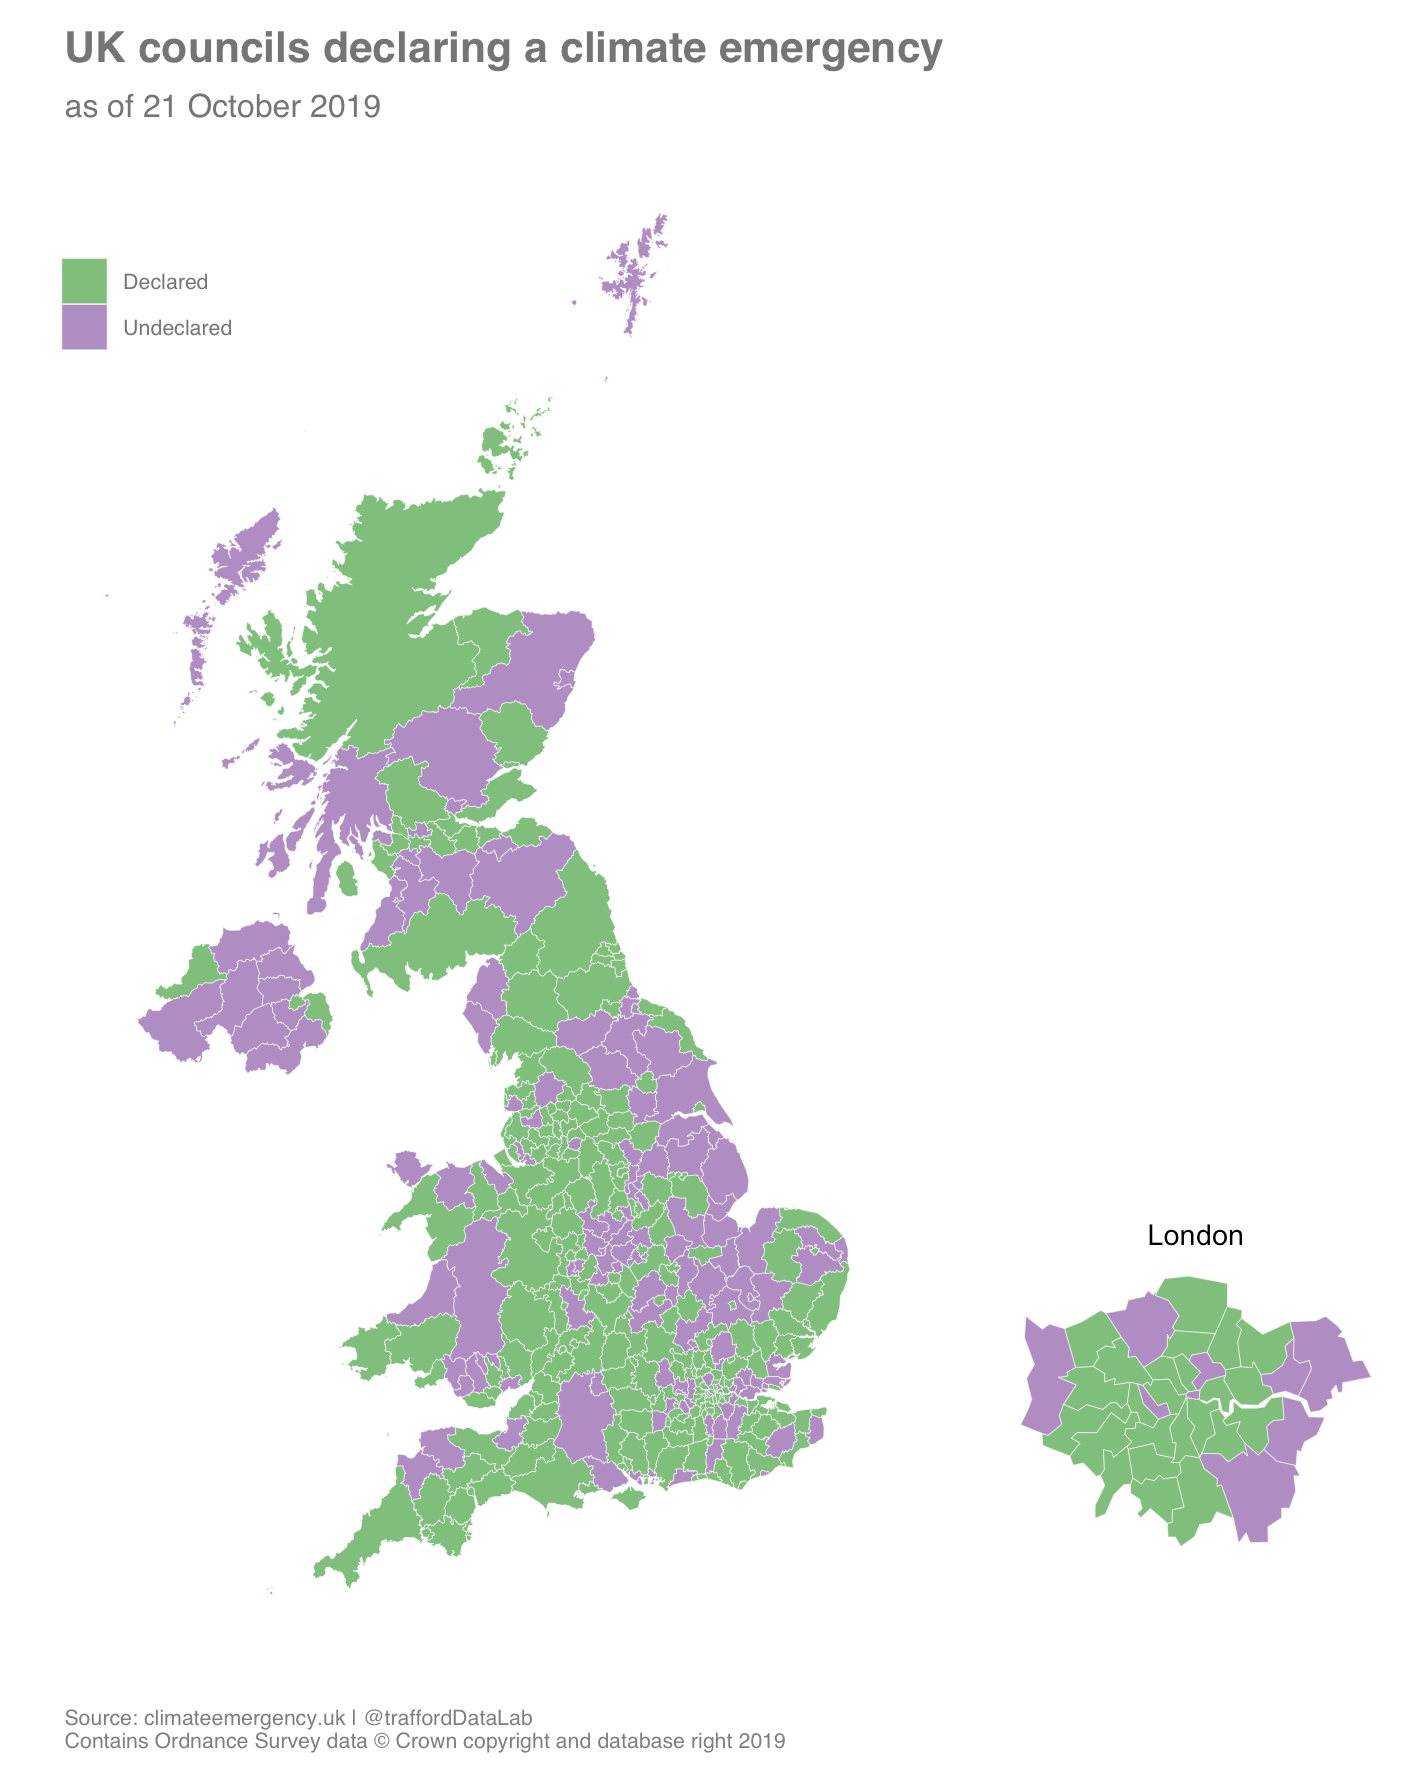 UK councils declaring a climate emergency
as of 21 October 2019
Declared
Undeclared
London
Source: climateemergency.uk | @traffordDataLab
Contains Ordnance Survey data © Crown copyright and database right 2019